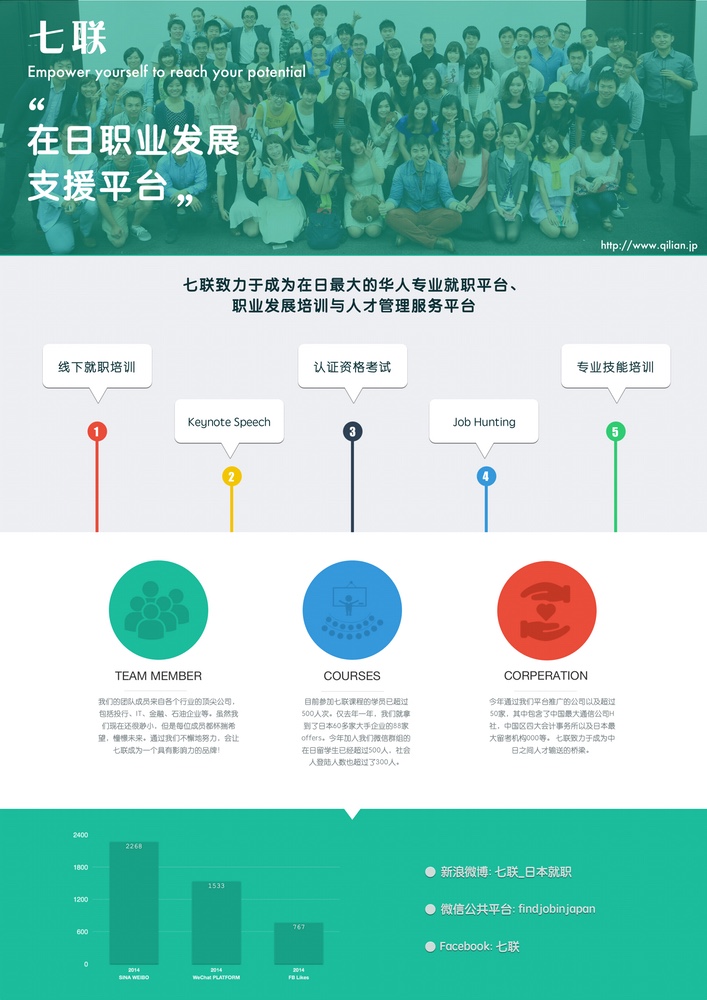 七联
Empower yourself to reach your potential
“
在日职业发展
支援平台”
http://www.qilian.jp
七联致力于成为在日最大的华人专业就职平台、
职业发展培训与人才管理服务平台
线下就职培训
认证资格考试
专业技能培训
Keynote Speech
Job Hunting
1
3
5
2
4
TEAM MEMBER
我们的团队成员来自各个行业的顶尖公司,
包括投行、IT、金融、石油企业等。虽然我
们现在还很渺小、但是每位成员都怀揣希
望、憧憬未来。通过我们不懈地努力、会让
七联成为一个具有影响力的品牌!
COURSES
目前参加七联课程的学员已超过
500人次。仅去年一年、我们就拿
到了日本60多家大手企业的88家
offers。今年加入我们微信群组的
在日留学生已经超过500人、社会
人登陆人数也超过了300人。
CORPERATION
今年通过我们平台推广的公司以及超过
50家、其中包含了中国最大通信公司H
社、中国区四大会计事务所以及日本最
大留考机构000等。七联致力于成为中
日之间人才输送的桥梁。
2400
1800
1200
600
0
2268
1533
767
2014
SINA WEIBO
2014
WeChat PLATFORM
2014
FB Likes
新浪微博: 七联_日本就职
微信公共平台: findjobinjapan
Facebook: 七联